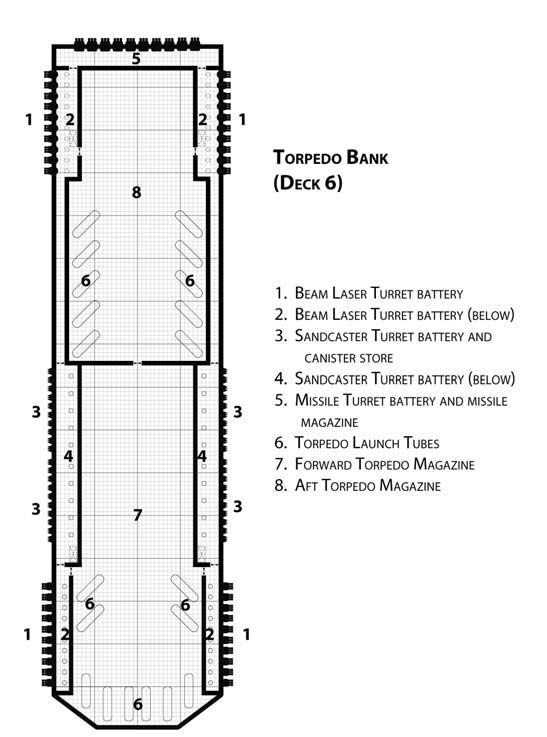 5
1
2
2
1
Torpedo Bank
(Deck 6)
8
6
6
1. Beam Laser Turret battery
2. Beam Laser Turret battery (below)
3. Sandcaster Turret battery and
canister store
4. Sandcaster Turret battery (below)
5. Missile Turret battery and missile
magazine
6. Torpedo Launch Tubes
7. Forward Torpedo Magazine
8. Aft Torpedo Magazine
3
3
4
4
3
7
3
6
6
1
2
2
1
6